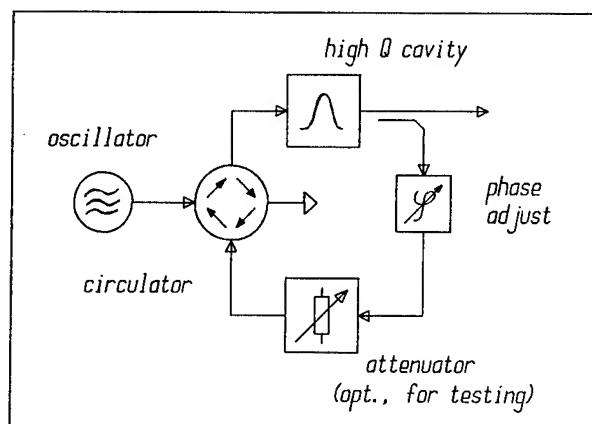 high Q cavity
oscillator
φ
phase
adjust
circulator
attenuator
(opt., for testing)